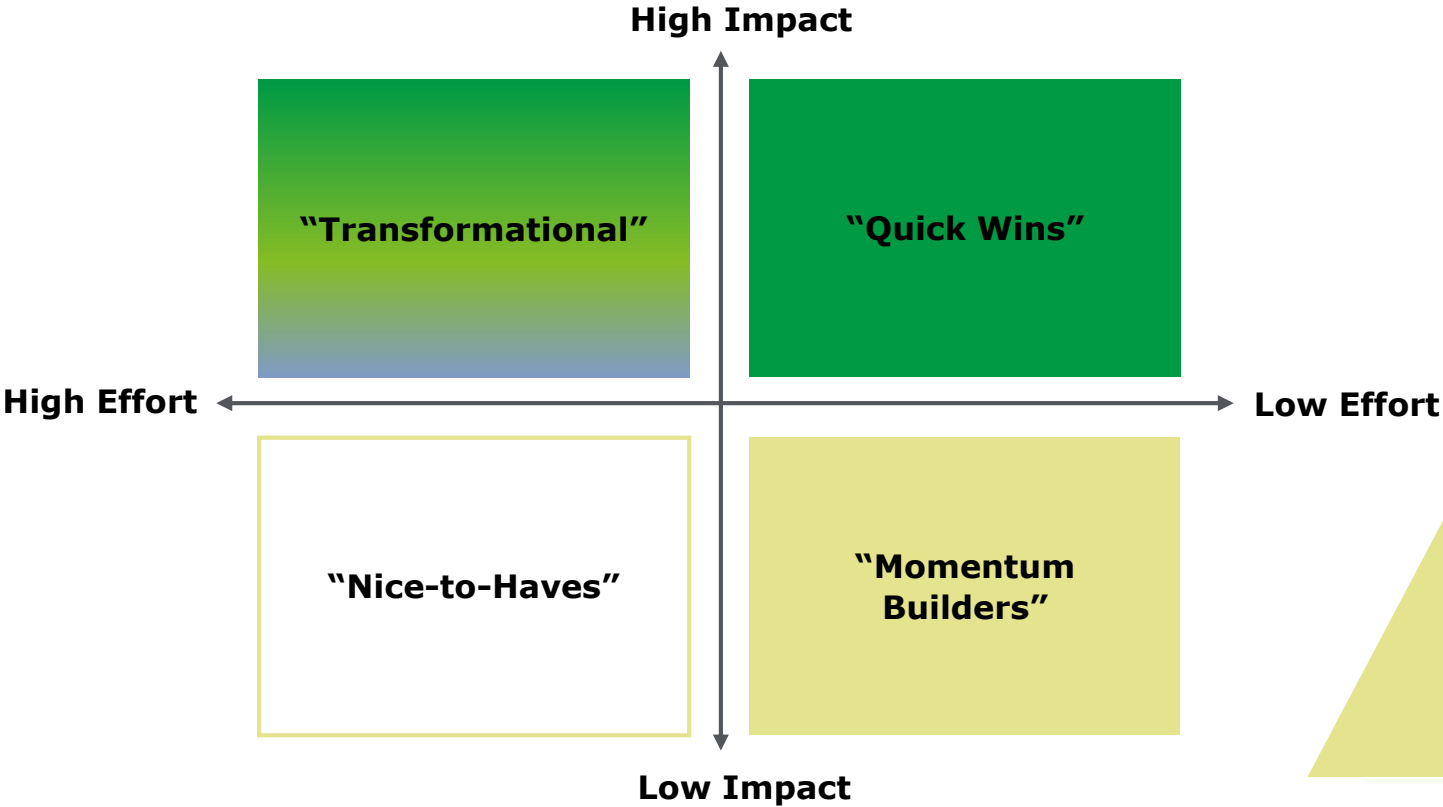 High Impact
“Transformational”
“Quick Wins”
High Effort
Low Effort
“Nice-to-Haves”
“Momentum
Builders”
Low Impact